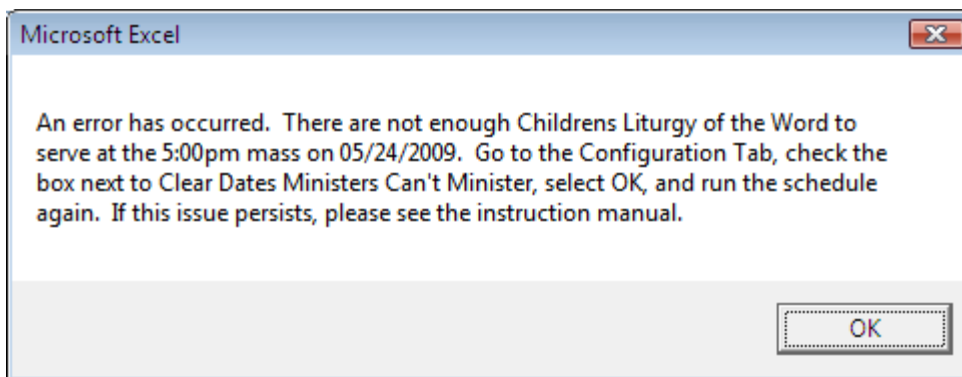 Microsoft Excel
An error has occurred.  There are not enough Childrens Liturgy of the Word to
serve at the 5:00pm mass on 05/24/2009.  Go to the Configuration Tab, check the
box next to Clear Dates Ministers Can't Minister, select OK, and run the schedule
again.  If this issue persists, please see the instruction manual.
OK